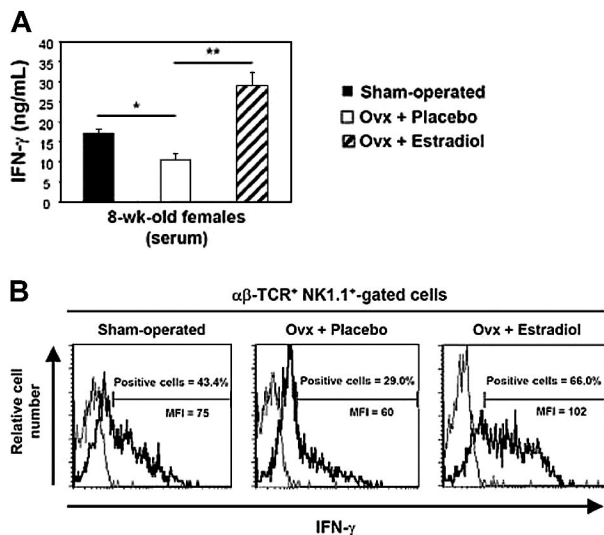 A
IFN-γ (ng/mL)
40
35
30
25
20
15
10
5
0
*
**
8-wk-old females
(serum)
Sham-operated
Ovx + Placebo
Ovx + Estradiol
B
αβ-TCR⁺ NK1.1⁺-gated cells
Sham-operated
Ovx + Placebo
Ovx + Estradiol
Relative cell
number
Positive cells = 43.4%
MFI = 75
Positive cells = 29.0%
MFI = 60
Positive cells = 66.0%
MFI = 102
IFN-γ